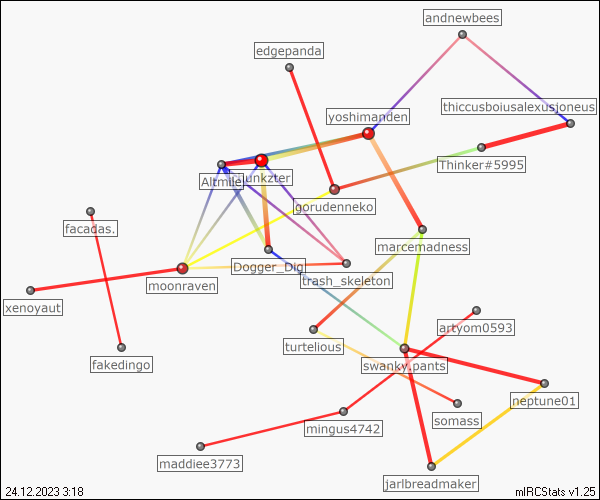 andnewbees
edgepanda
thiccusboiusalexusjoneus
yoshimanden
Thinker#5995
Altmile
gorudenneko
facadas.
marcemadness
Dogger_Dig
trash_skeleton
moonraven
xenoyaut
artyom0593
turtelious
fakedingo
swanky.pants
neptune01
somass
mingus4742
maddiee3773
jarlbreadmaker
24.12.2023 3:18
mIRCStats v1.25